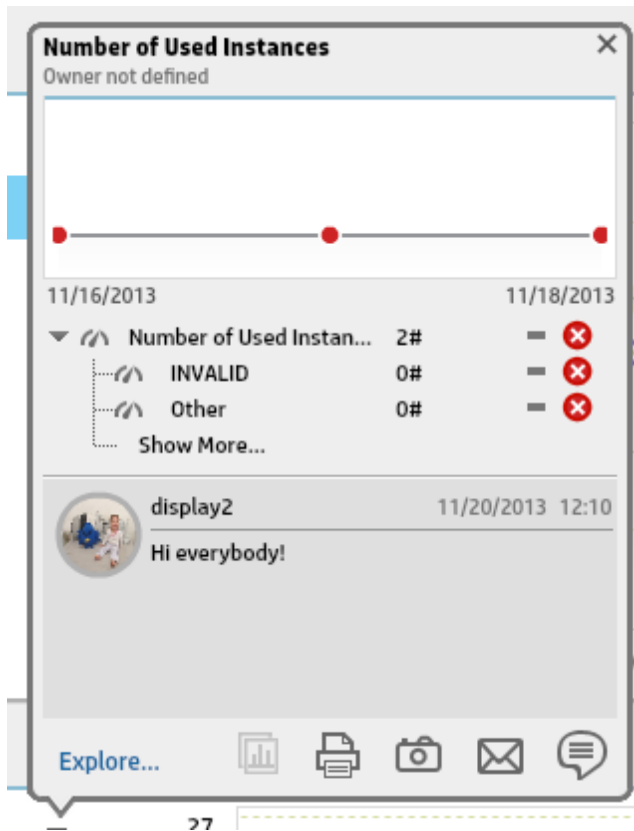 Number of Used Instances
Owner not defined
11/16/2013 11/18/2013
Number of Used Instan... 2#
INVALID 0#
Other 0#
Show More...
display2 11/20/2013 12:10
Hi everybody!
Explore...
27